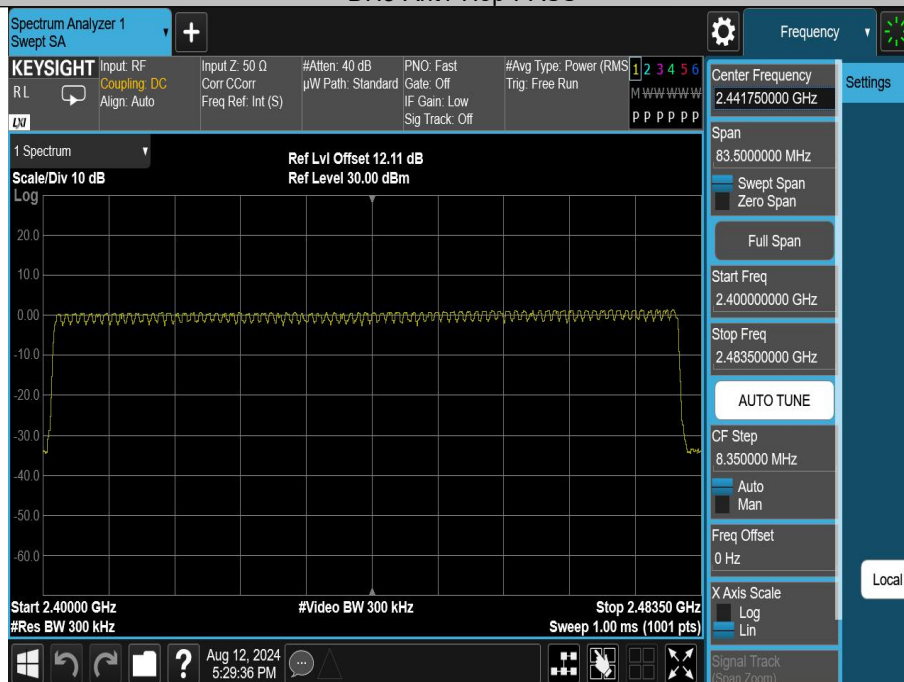 Spectrum Analyzer 1
Swept SA
Frequency
KEYSIGHT
RL
LXI
Input: RF
Coupling: DC
Align: Auto
Input Z: 50 Ω
Corr CCorr
Freq Ref: Int (S)
#Atten: 40 dB
µW Path: Standard
PNO: Fast
Gate: Off
IF Gain: Low
Sig Track: Off
#Avg Type: Power (RMS
Trig: Free Run
1 2 3 4 5 6
M W W W W W
P P P P P P
Center Frequency
2.441750000 GHz
Settings
1 Spectrum
Scale/Div 10 dB
Ref Lvl Offset 12.11 dB
Ref Level 30.00 dBm
Log
20.0
10.0
0.00
-10.0
-20.0
-30.0
-40.0
-50.0
-60.0
Start 2.40000 GHz
#Res BW 300 kHz
#Video BW 300 kHz
Stop 2.48350 GHz
Sweep 1.00 ms (1001 pts)
Span
83.5000000 MHz
Swept Span
Zero Span
Full Span
Start Freq
2.400000000 GHz
Stop Freq
2.483500000 GHz
AUTO TUNE
CF Step
8.350000 MHz
Auto
Man
Freq Offset
0 Hz
X Axis Scale
Log
Lin
Local
Signal Track
(Span Zoom)
?
Aug 12, 2024
5:29:36 PM